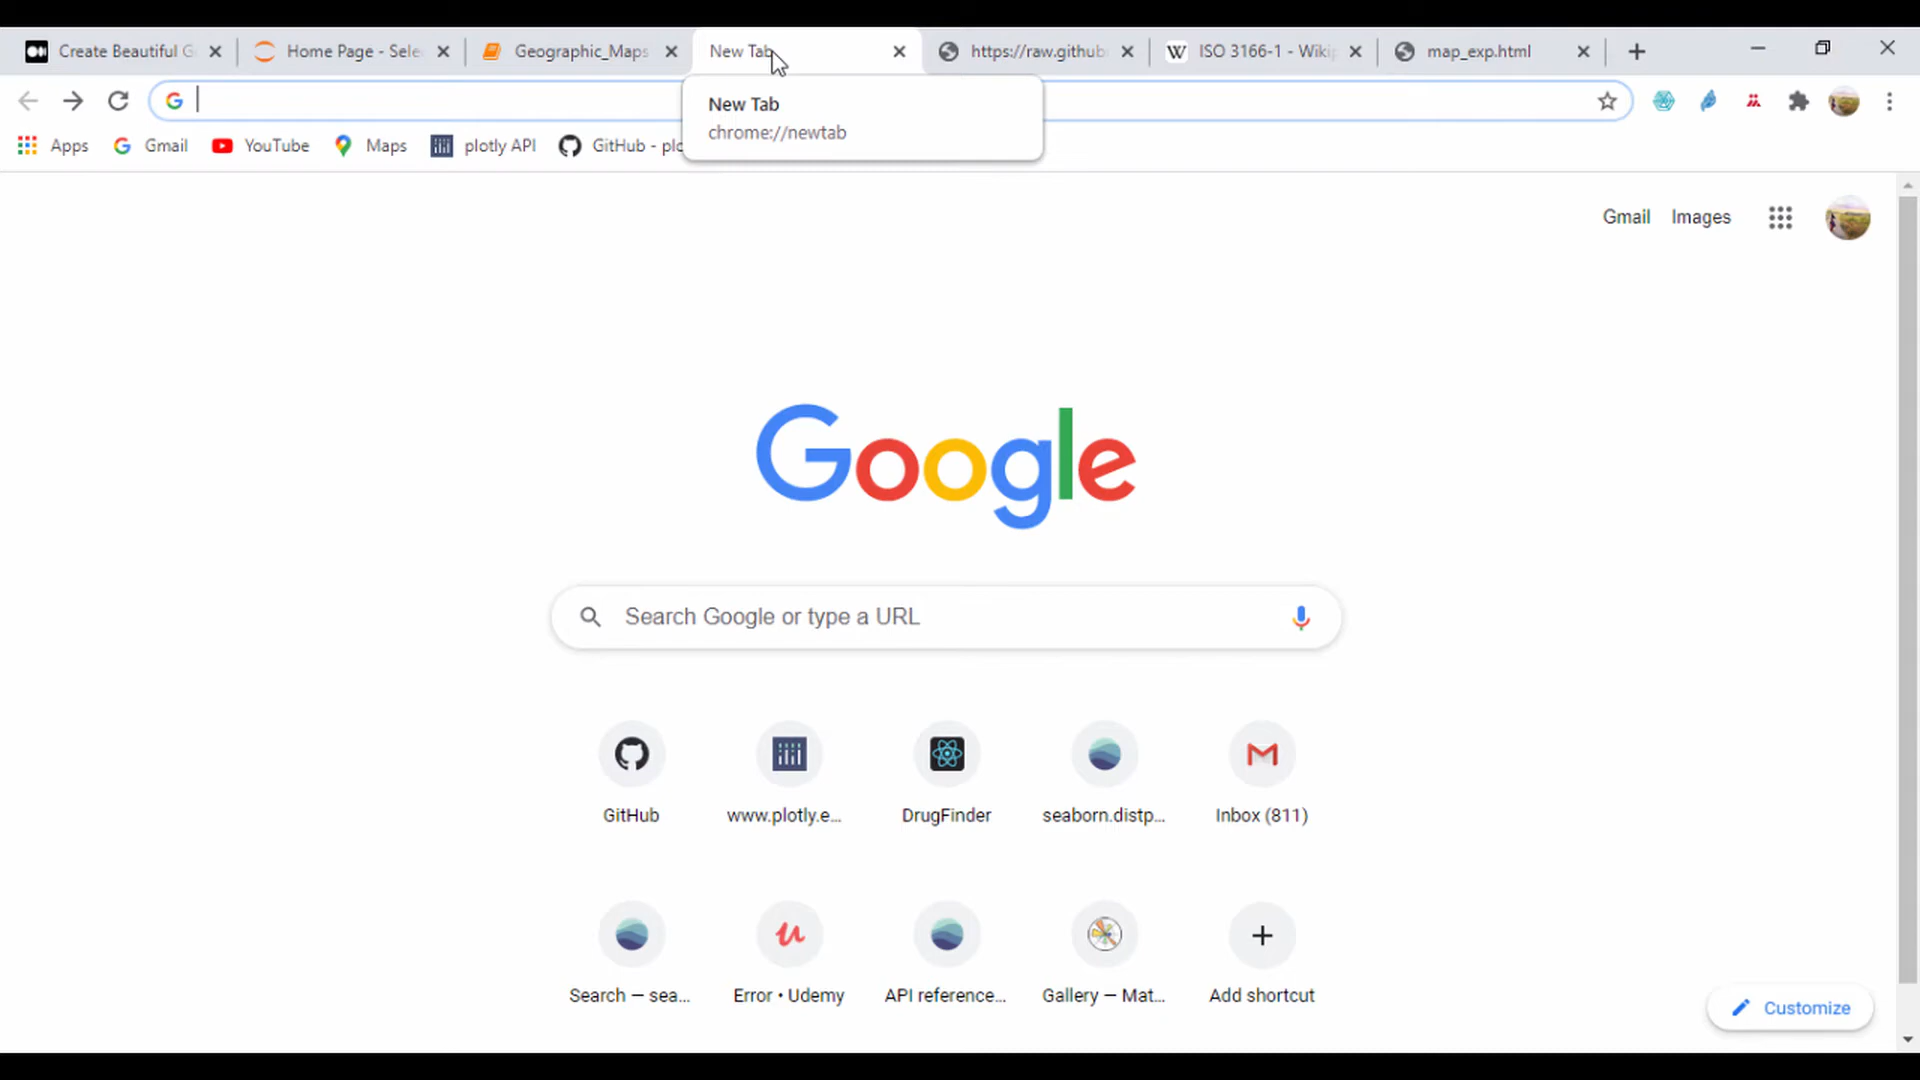 Create Beautiful G
Home Page - Sele
Geographic_Maps
New Tab
https://raw.github
ISO 3166-1 - Wiki
map_exp.html
New Tab
chrome://newtab
Apps
Gmail
YouTube
Maps
plotly API
GitHub - plo
Gmail
Images
Google
Search Google or type a URL
GitHub
www.plotly.e...
DrugFinder
seaborn.distp...
Inbox (811)
Search — sea...
Error • Udemy
API reference...
Gallery — Mat...
Add shortcut
Customize